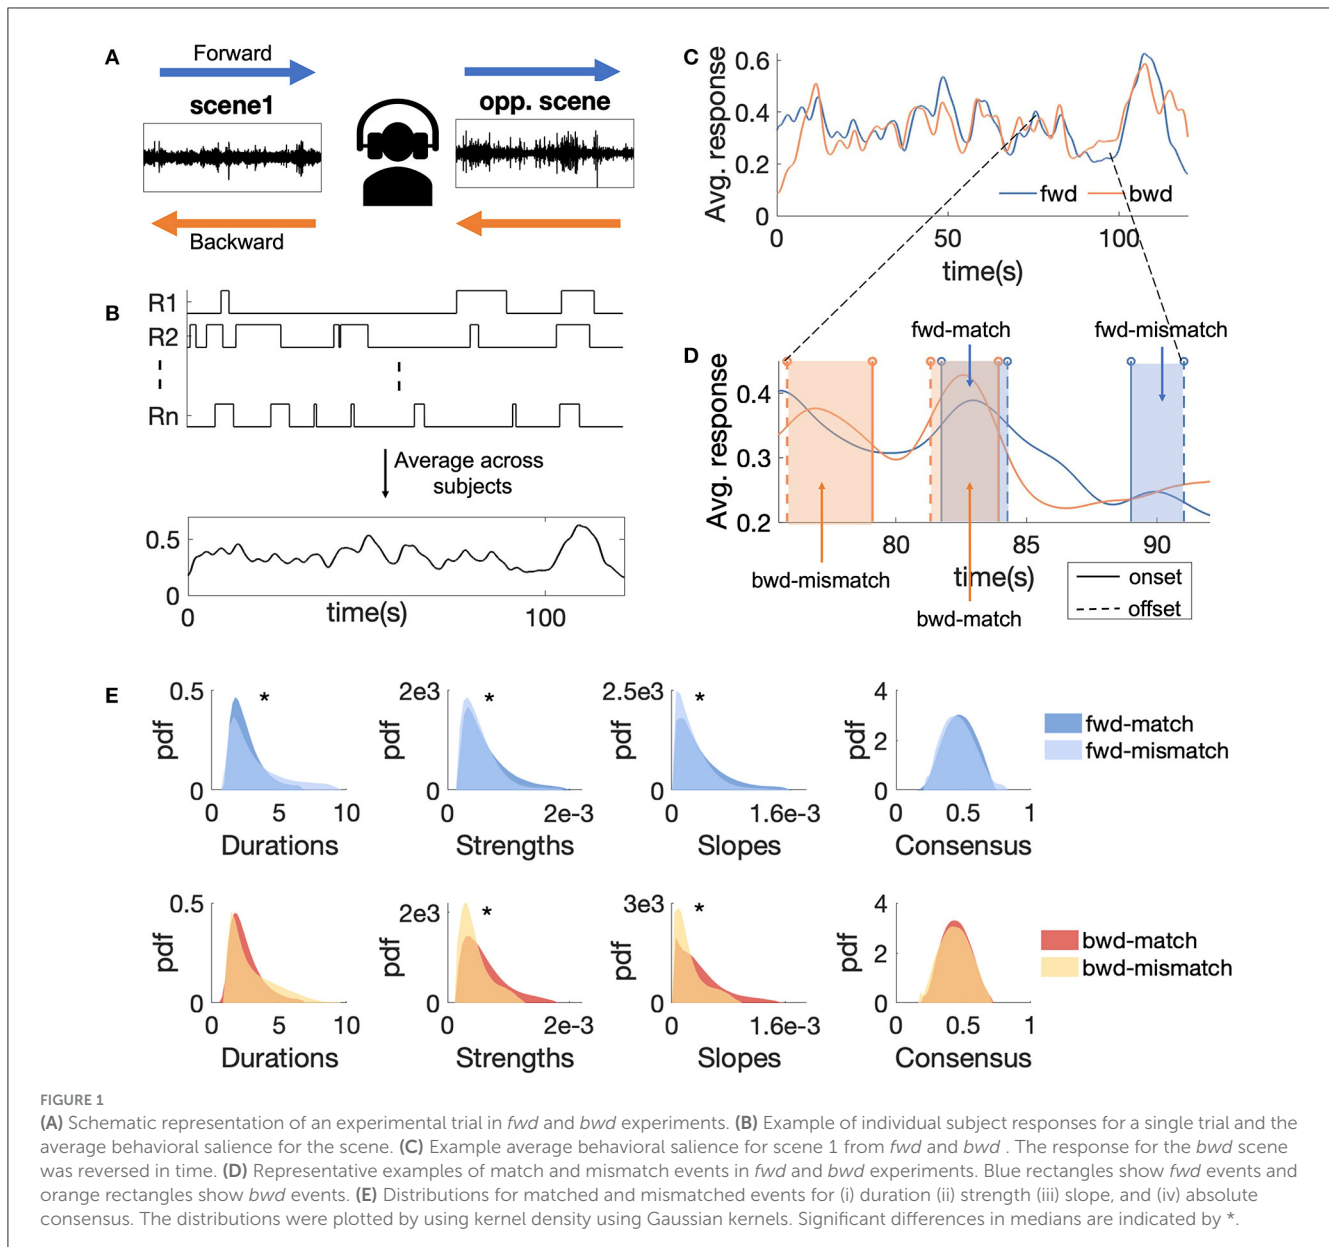 A
Forward
scene1
opp. scene
Backward
B
R1
R2
Rn
Average across
subjects
0.5
0
0
100
time(s)
C
Avg. response
0.6
0.4
0.2
0
fwd
bwd
0
50
100
time(s)
D
fwd-match
fwd-mismatch
Avg. response
0.4
0.3
0.2
80
85
90
time(s)
bwd-mismatch
bwd-match
onset
offset
E
0.5
*
pdf
0
0
5
10
Durations
2e3
*
pdf
0
0
2e-3
Strengths
2.5e3
*
pdf
0
0
1.6e-3
Slopes
4
2
0
pdf
0
0.5
1
Consensus
fwd-match
fwd-mismatch
0.5
pdf
0
0
5
10
Durations
2e3
*
pdf
0
0
2e-3
Strengths
3e3
*
pdf
0
0
1.6e-3
Slopes
4
2
0
pdf
0
0.5
1
Consensus
bwd-match
bwd-mismatch
FIGURE 1
(A) Schematic representation of an experimental trial in fwd and bwd experiments. (B) Example of individual subject responses for a single trial and the
average behavioral salience for the scene. (C) Example average behavioral salience for scene 1 from fwd and bwd . The response for the bwd scene
was reversed in time. (D) Representative examples of match and mismatch events in fwd and bwd experiments. Blue rectangles show fwd events and
orange rectangles show bwd events. (E) Distributions for matched and mismatched events for (i) duration (ii) strength (iii) slope, and (iv) absolute
consensus. The distributions were plotted by using kernel density using Gaussian kernels. Significant differences in medians are indicated by *.